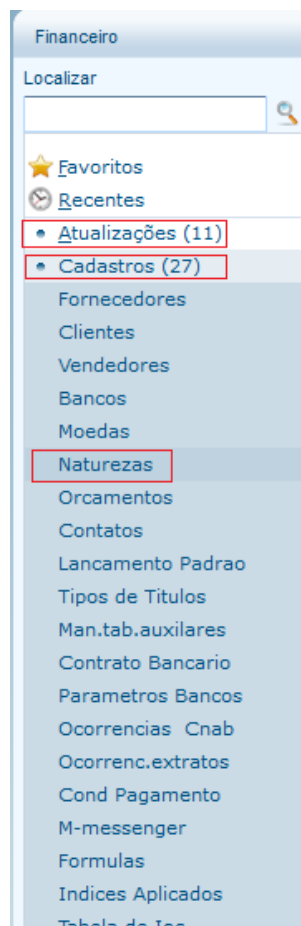 Financeiro
Localizar
Favoritos
Recentes
Atualizações (11)
Cadastros (27)
Fornecedores
Clientes
Vendedores
Bancos
Moedas
Naturezas
Orcamentos
Contatos
Lancamento Padrao
Tipos de Titulos
Man.tab.auxilares
Contrato Bancario
Parametros Bancos
Ocorrencias  Cnab
Ocorrenc.extratos
Cond Pagamento
M-messenger
Formulas
Indices Aplicados
Tabela de